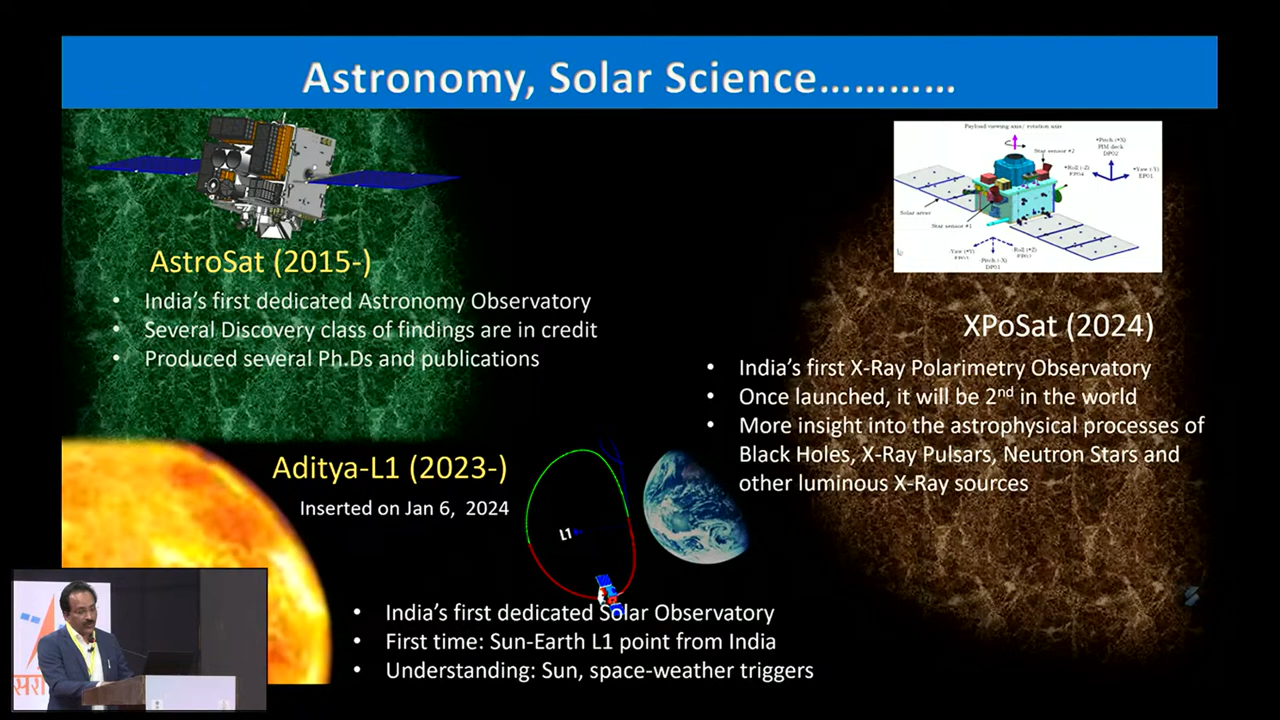 Astronomy, Solar Science…………
AstroSat (2015-)
• India's first dedicated Astronomy Observatory
• Several Discovery class of findings are in credit
• Produced several Ph.Ds and publications
Payload viewing axis/ rotation axis
Star sensor #2
Solar array
Star sensor #1
XPoSat (2024)
• India's first X-Ray Polarimetry Observatory
• Once launched, it will be 2nd in the world
• More insight into the astrophysical processes of
Black Holes, X-Ray Pulsars, Neutron Stars and
other luminous X-Ray sources
Aditya-L1 (2023-)
Inserted on Jan 6, 2024
L1
• India's first dedicated Solar Observatory
• First time: Sun-Earth L1 point from India
• Understanding: Sun, space-weather triggers